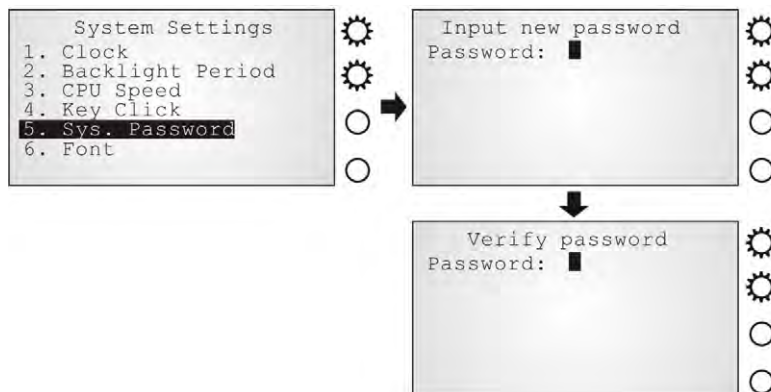 System Settings
1. Clock
2. Backlight Period
3. CPU Speed
4. Key Click
5. Sys. Password
6. Font
Input new password
Password:
Verify password
Password: